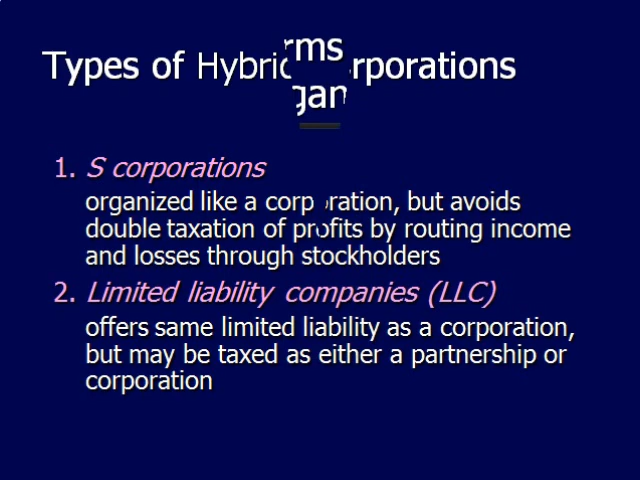 Types of Hybrid Corporations
1. S corporations
organized like a corporation, but avoids
double taxation of profits by routing income
and losses through stockholders
2. Limited liability companies (LLC)
offers same limited liability as a corporation,
but may be taxed as either a partnership or
corporation